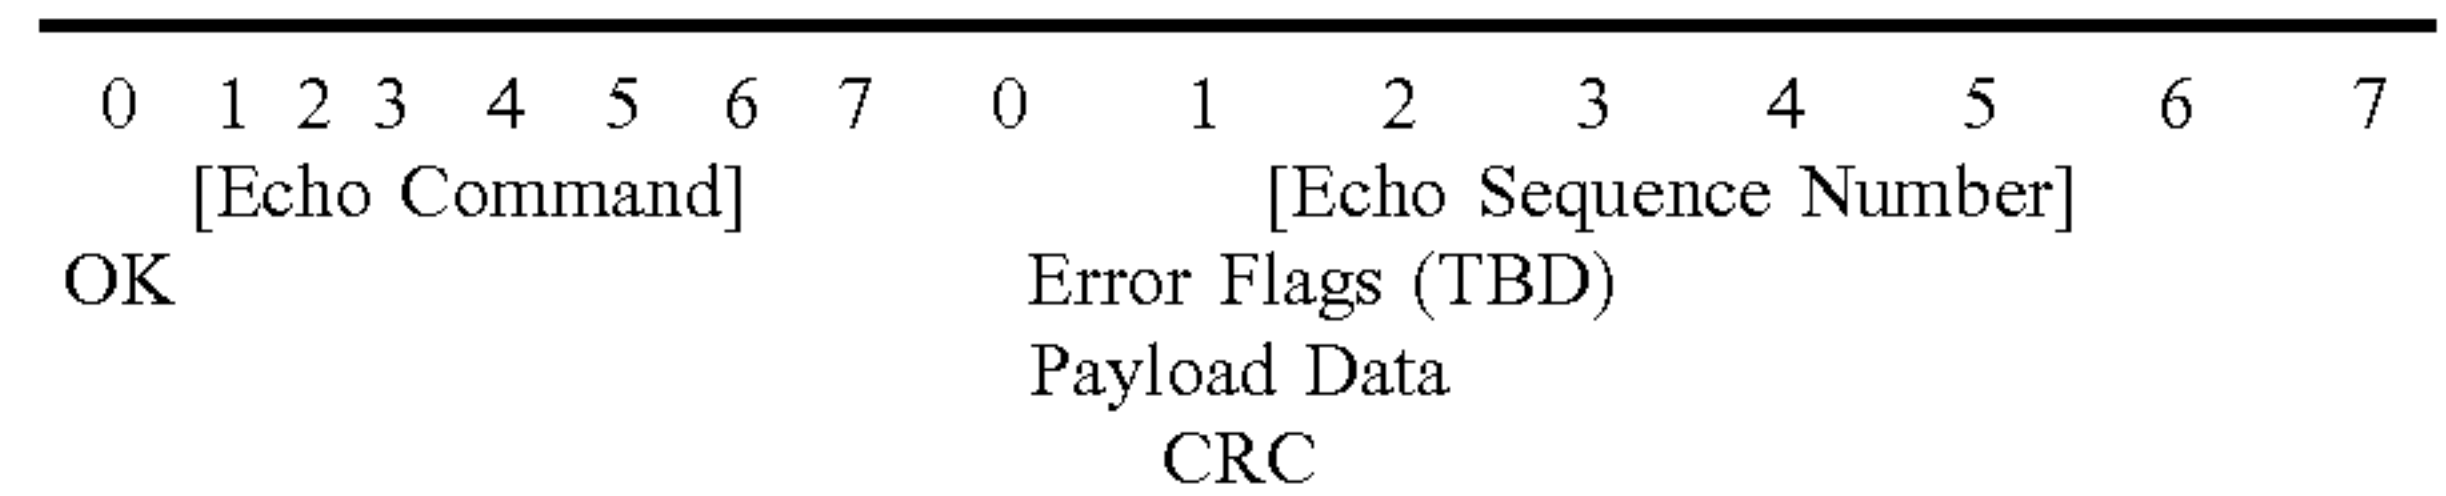 0 1 2 3 4 5 6 7 0 1 2 3 4 5 6 7
[Echo Command] [Echo Sequence Number]
OK Error Flags (TBD)
Payload Data
CRC